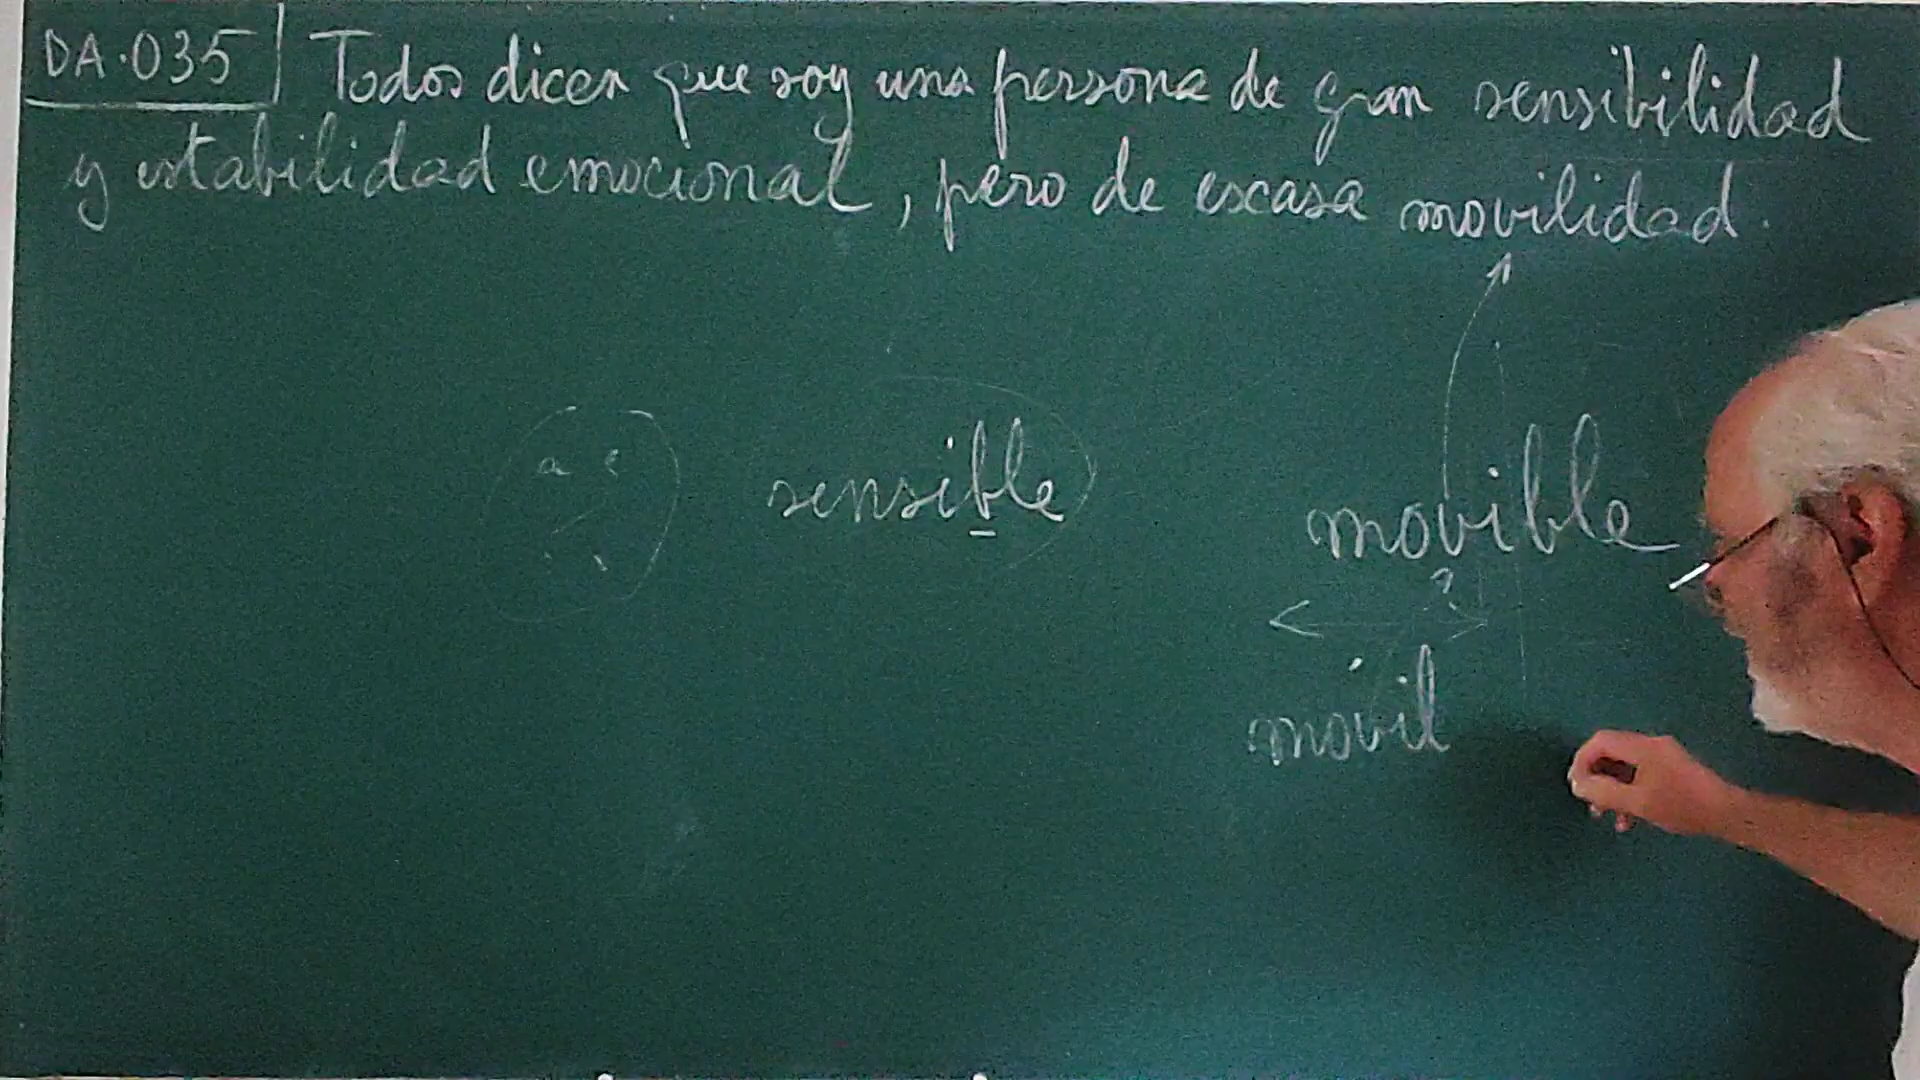 DA.035 Todos dicen que soy una persona de gran sensibilidad
y estabilidad emocional, pero de escasa movilidad.
sensible
movible
?
móvil